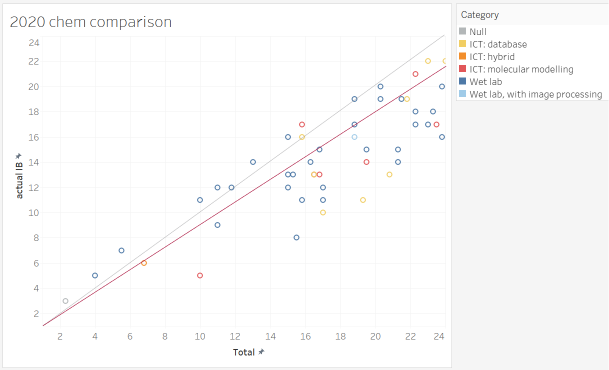 2020 chem comparison
Category
Null
ICT: database
ICT: hybrid
ICT: molecular modelling
Wet lab
Wet lab, with image processing
24
22
20
18
16
14
12
10
8
6
4
2
actual IB
2 4 6 8 10 12 14 16 18 20 22 24
Total